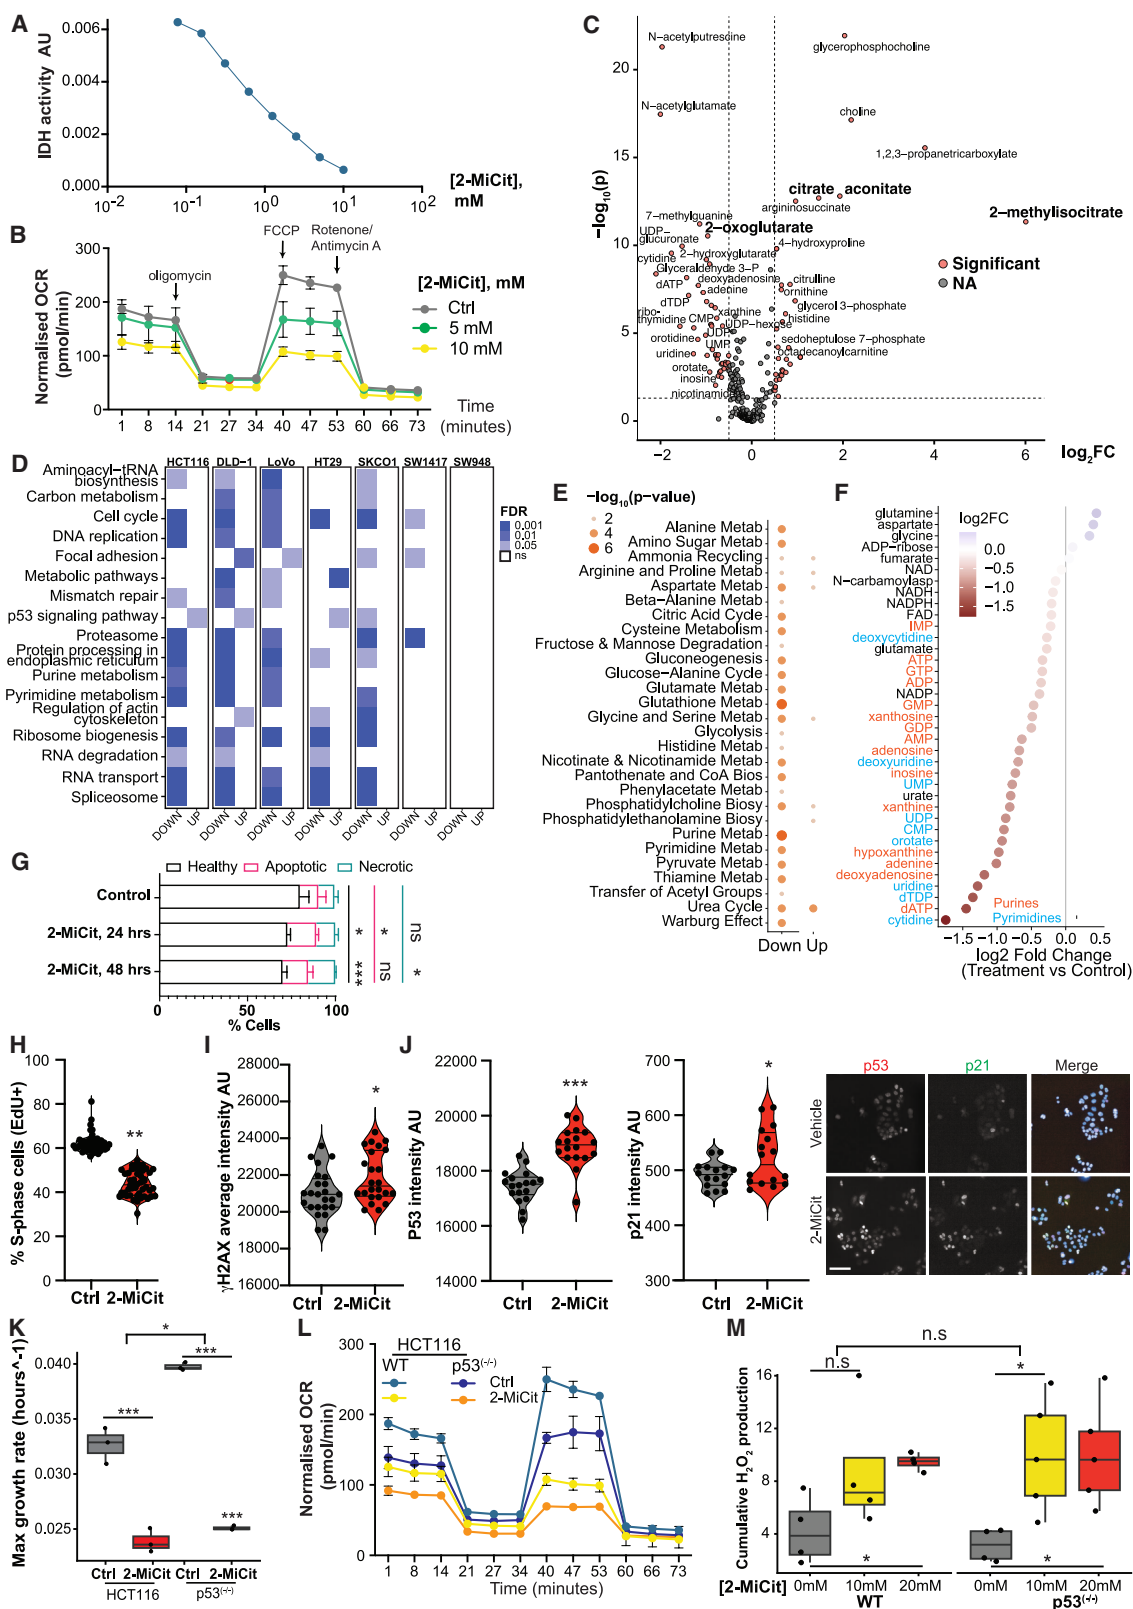 A
IDH activity AU
0.006
0.004
0.002
0.000
10⁻² 10⁻¹ 10⁰ 10¹ 10²
[2-MiCit],
mM
B
Normalised OCR
(pmol/min)
300
200
100
0
oligomycin
FCCP
Rotenone/
Antimycin A
[2-MiCit], mM
Ctrl
5 mM
10 mM
1 8 14 21 27 34 40 47 53 60 66 73
Time
(minutes)
C
−log₁₀(p)
20
15
10
5
0
−2 0 2 4 6
log₂FC
N−acetylputrescine
glycerophosphocholine
N−acetylglutamate
choline
1,2,3−propanetricarboxylate
citrate aconitate
argininosuccinate
2−methylisocitrate
7−methylguanine
2−oxoglutarate
UDP−
glucuronate
4−hydroxyproline
cytidine
2−hydroxyglutarate
Glyceraldehyde 3−P
dATP
deoxyadenosine
citrulline
adenine
ornithine
dTDP
glycerol 3−phosphate
ribo−
xanthine
thymidine
CMP
histidine
UDP−hexose
orotidine
UDP
UMP
sedoheptulose 7−phosphate
uridine
octadecanoylcarnitine
orotate
inosine
nicotinamide
Significant
NA
D
HCT116 DLD−1 LoVo HT29 SKCO1 SW1417 SW948
Aminoacyl−tRNA
biosynthesis
Carbon metabolism
Cell cycle
DNA replication
Focal adhesion
Metabolic pathways
Mismatch repair
p53 signaling pathway
Proteasome
Protein processing in
endoplasmic reticulum
Purine metabolism
Pyrimidine metabolism
Regulation of actin
cytoskeleton
Ribosome biogenesis
RNA degradation
RNA transport
Spliceosome
DOWN UP DOWN UP DOWN UP DOWN UP DOWN UP DOWN UP DOWN UP
FDR
0.001
0.01
0.05
ns
E
−log₁₀(p−value)
2
4
6
Alanine Metab
Amino Sugar Metab
Ammonia Recycling
Arginine and Proline Metab
Aspartate Metab
Beta−Alanine Metab
Citric Acid Cycle
Cysteine Metabolism
Fructose & Mannose Degradation
Gluconeogenesis
Glucose−Alanine Cycle
Glutamate Metab
Glutathione Metab
Glycine and Serine Metab
Glycolysis
Histidine Metab
Nicotinate & Nicotinamide Metab
Pantothenate and CoA Bios
Phenylacetate Metab
Phosphatidylcholine Biosy
Phosphatidylethanolamine Biosy
Purine Metab
Pyrimidine Metab
Pyruvate Metab
Thiamine Metab
Transfer of Acetyl Groups
Urea Cycle
Warburg Effect
Down Up
F
log2FC
0.0
−0.5
−1.0
−1.5
glutamine
aspartate
glycine
ADP−ribose
fumarate
NAD
N−carbamoylasp
NADH
NADPH
FAD
IMP
deoxycytidine
glutamate
ATP
GTP
ADP
NADP
GMP
xanthosine
GDP
AMP
adenosine
deoxyuridine
inosine
UMP
urate
xanthine
UDP
CMP
orotate
hypoxanthine
adenine
deoxyadenosine
uridine
dTDP
dATP
cytidine
Purines
Pyrimidines
−1.5 −1.0 −0.5 0.0 0.5
log2 Fold Change
(Treatment vs Control)
G
Healthy Apoptotic Necrotic
Control
2-MiCit, 24 hrs
2-MiCit, 48 hrs
* * ns
*** ns *
0 50 100
% Cells
H
% S-phase cells (EdU+)
100
80
60
40
20
0
**
Ctrl 2-MiCit
I
γH2AX average intensity AU
28000
26000
24000
22000
20000
18000
16000
*
Ctrl 2-MiCit
J
P53 intensity AU
22000
20000
18000
16000
14000
***
Ctrl 2-MiCit
p21 intensity AU
700
600
500
400
300
*
Ctrl 2-MiCit
p53 p21 Merge
Vehicle
2-MiCit
K
Max growth rate (hours^-1)
0.040
0.030
0.025
*
***
***
***
Ctrl 2-MiCit Ctrl 2-MiCit
HCT116 p53⁽⁻/⁻⁾
L
Normalised OCR
(pmol/min)
300
200
100
0
HCT116
WT p53⁽⁻/⁻⁾
Ctrl
2-MiCit
1 8 14 21 27 34 40 47 53 60 66 73
Time (minutes)
M
Cumulative H₂O₂ production
16
12
8
4
n.s
n.s
*
*
*
[2-MiCit]
0mM 10mM 20mM 0mM 10mM 20mM
WT p53⁽⁻/⁻⁾